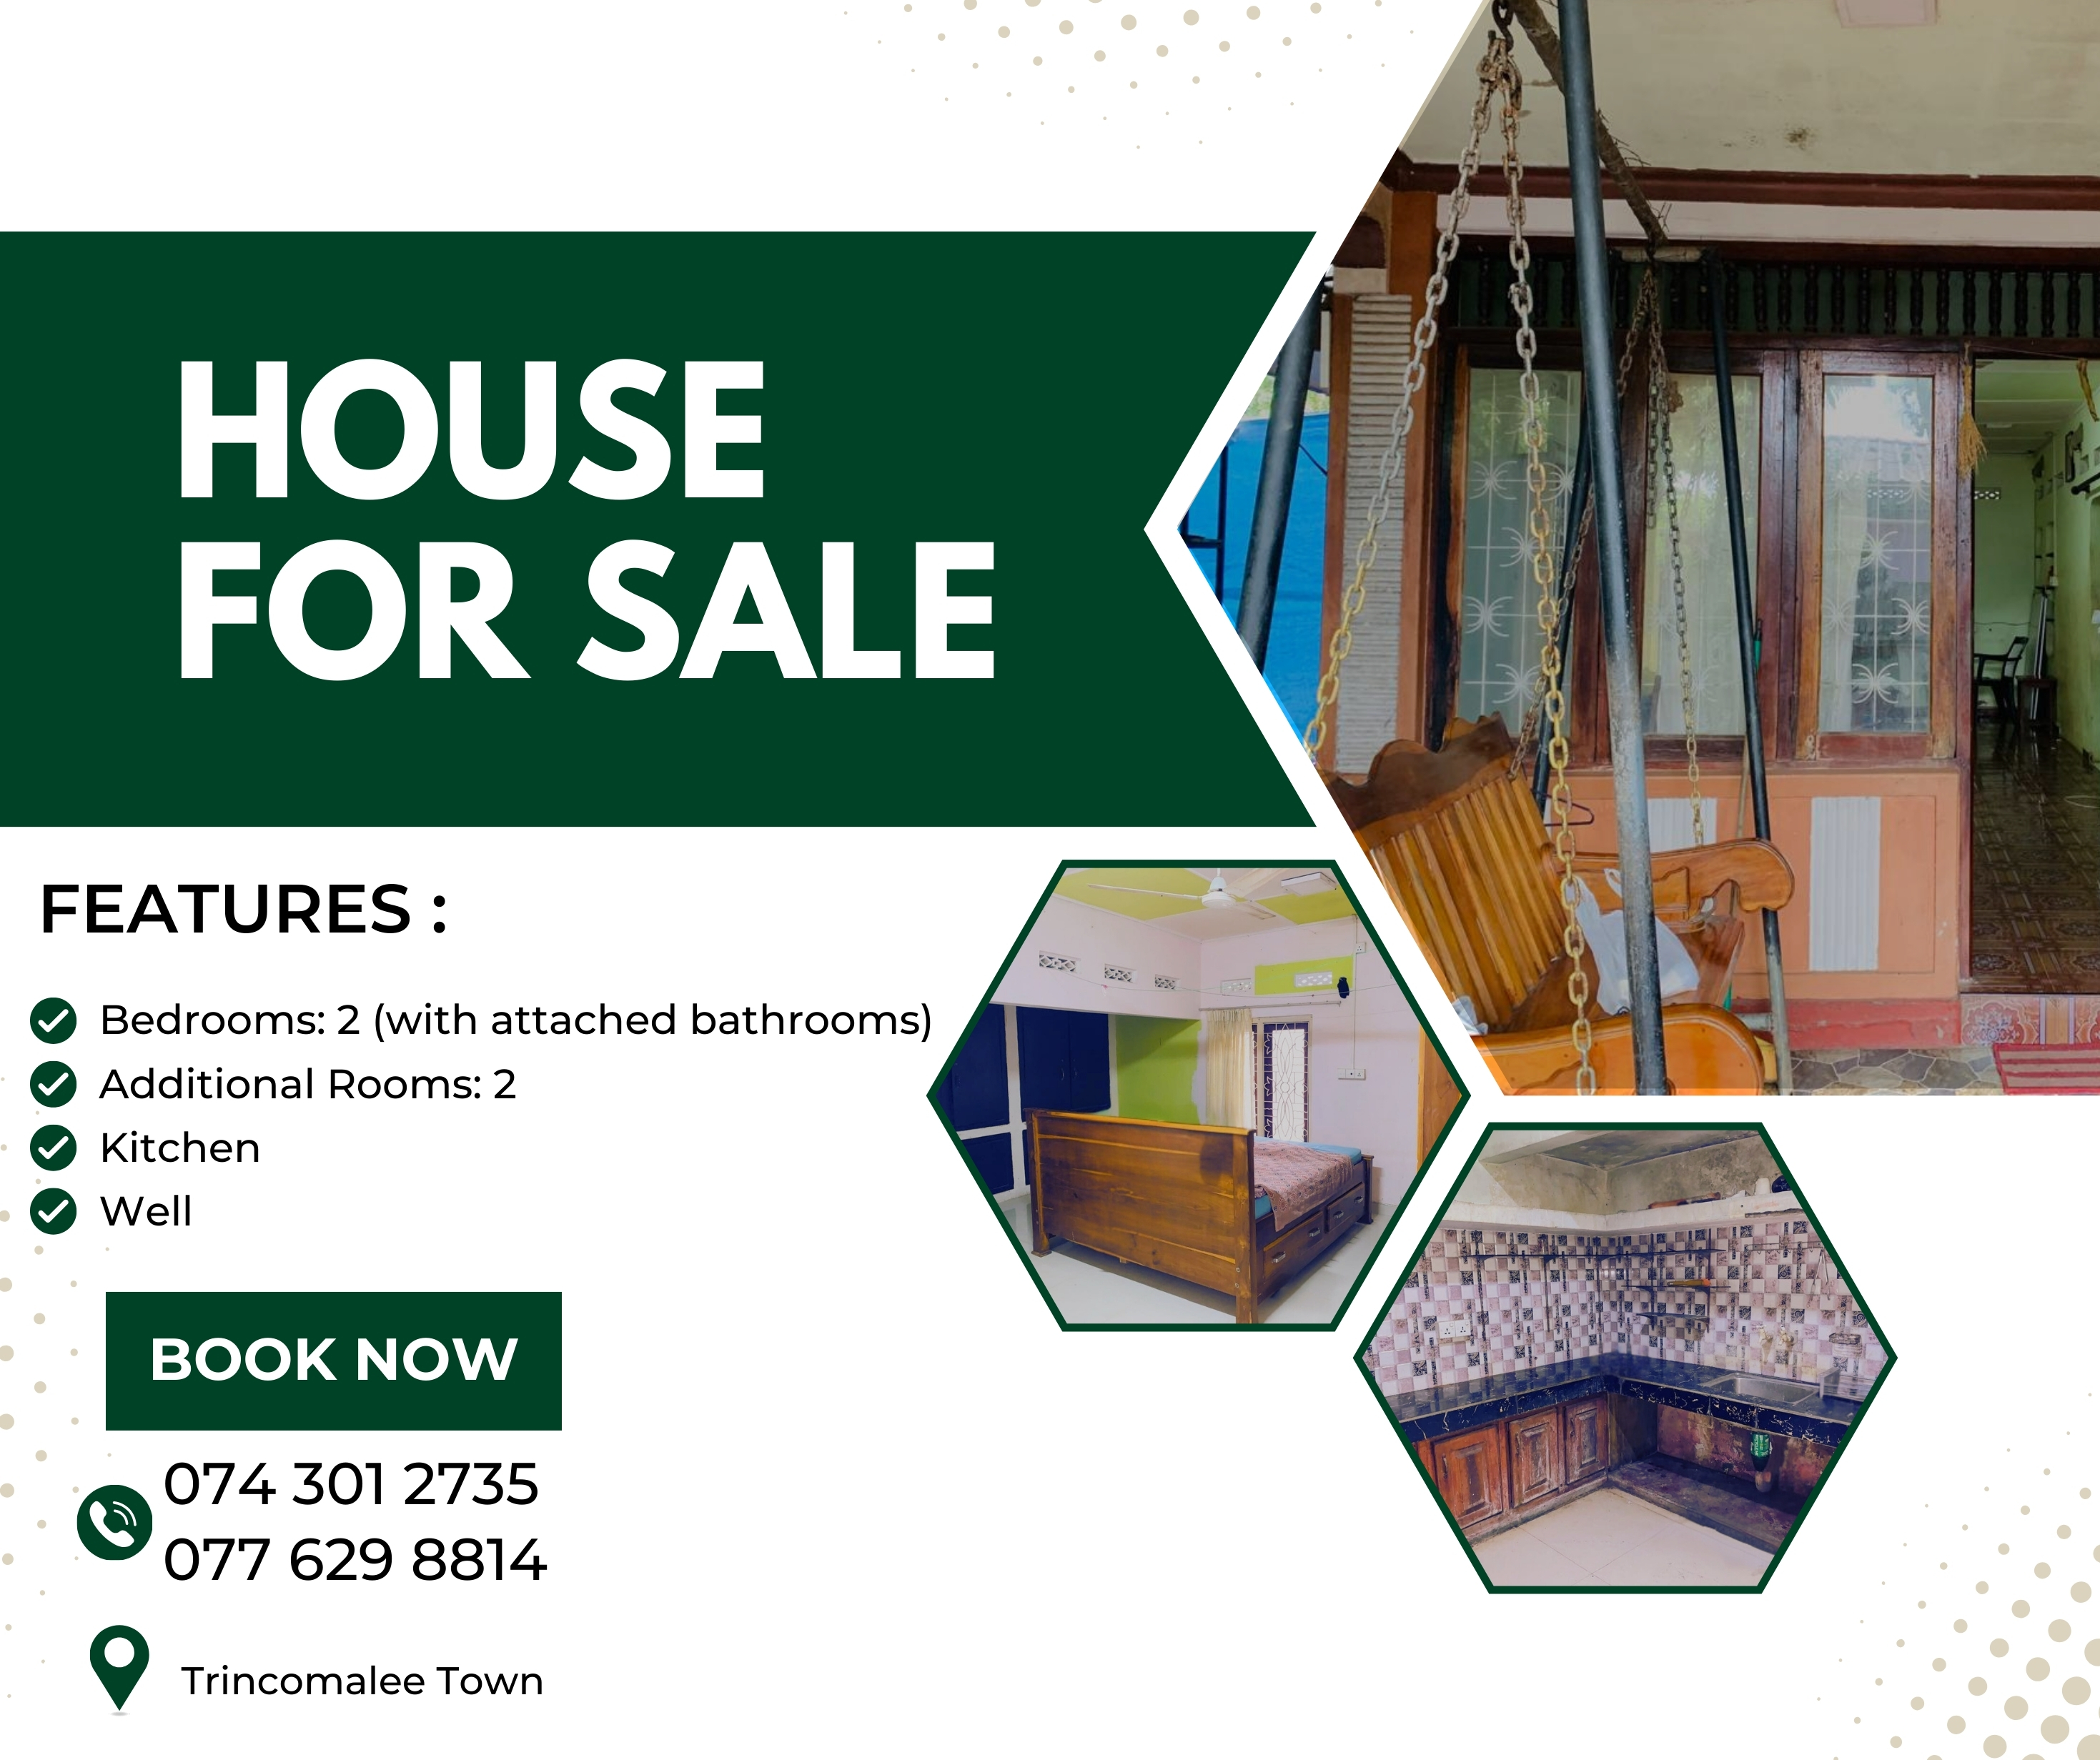 HOUSE
FOR SALE
FEATURES :
Bedrooms: 2 (with attached bathrooms)
Additional Rooms: 2
Kitchen
Well
BOOK NOW
074 301 2735
077 629 8814
Trincomalee Town